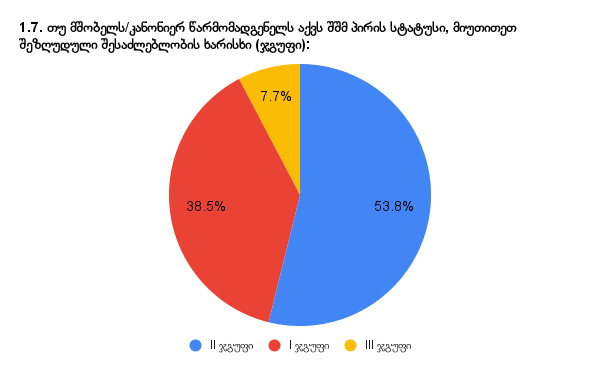 1.7. თუ მშობელს/კანონიერ წარმომადგენელს აქვს შშმ პირის სტატუსი, მიუთითეთ
შეზღუდული შესაძლებლობის ხარისხი (ჯგუფი):
7.7%
38.5%
53.8%
II ჯგუფი I ჯგუფი III ჯგუფი